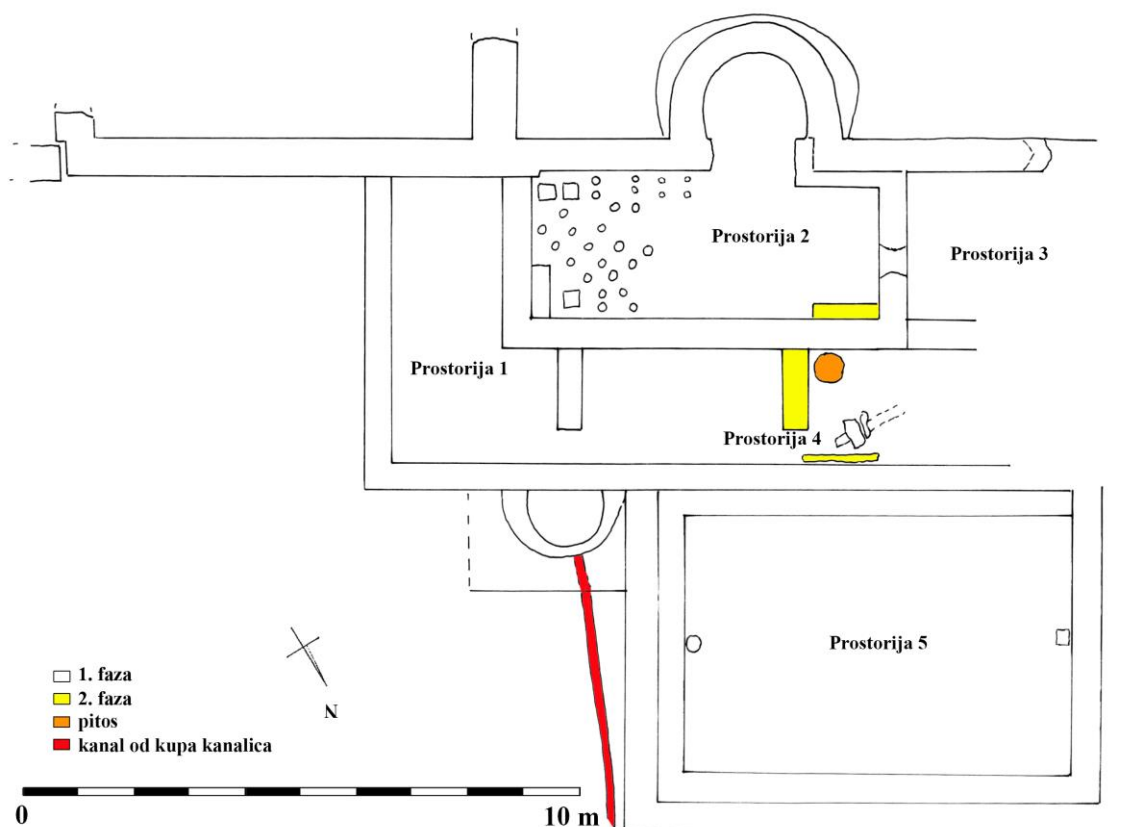 Prostorija 2
Prostorija 3
Prostorija 1
Prostorija 4
Prostorija 5
N
1. faza
2. faza
pitos
kanal od kupa kanalica
0
10 m